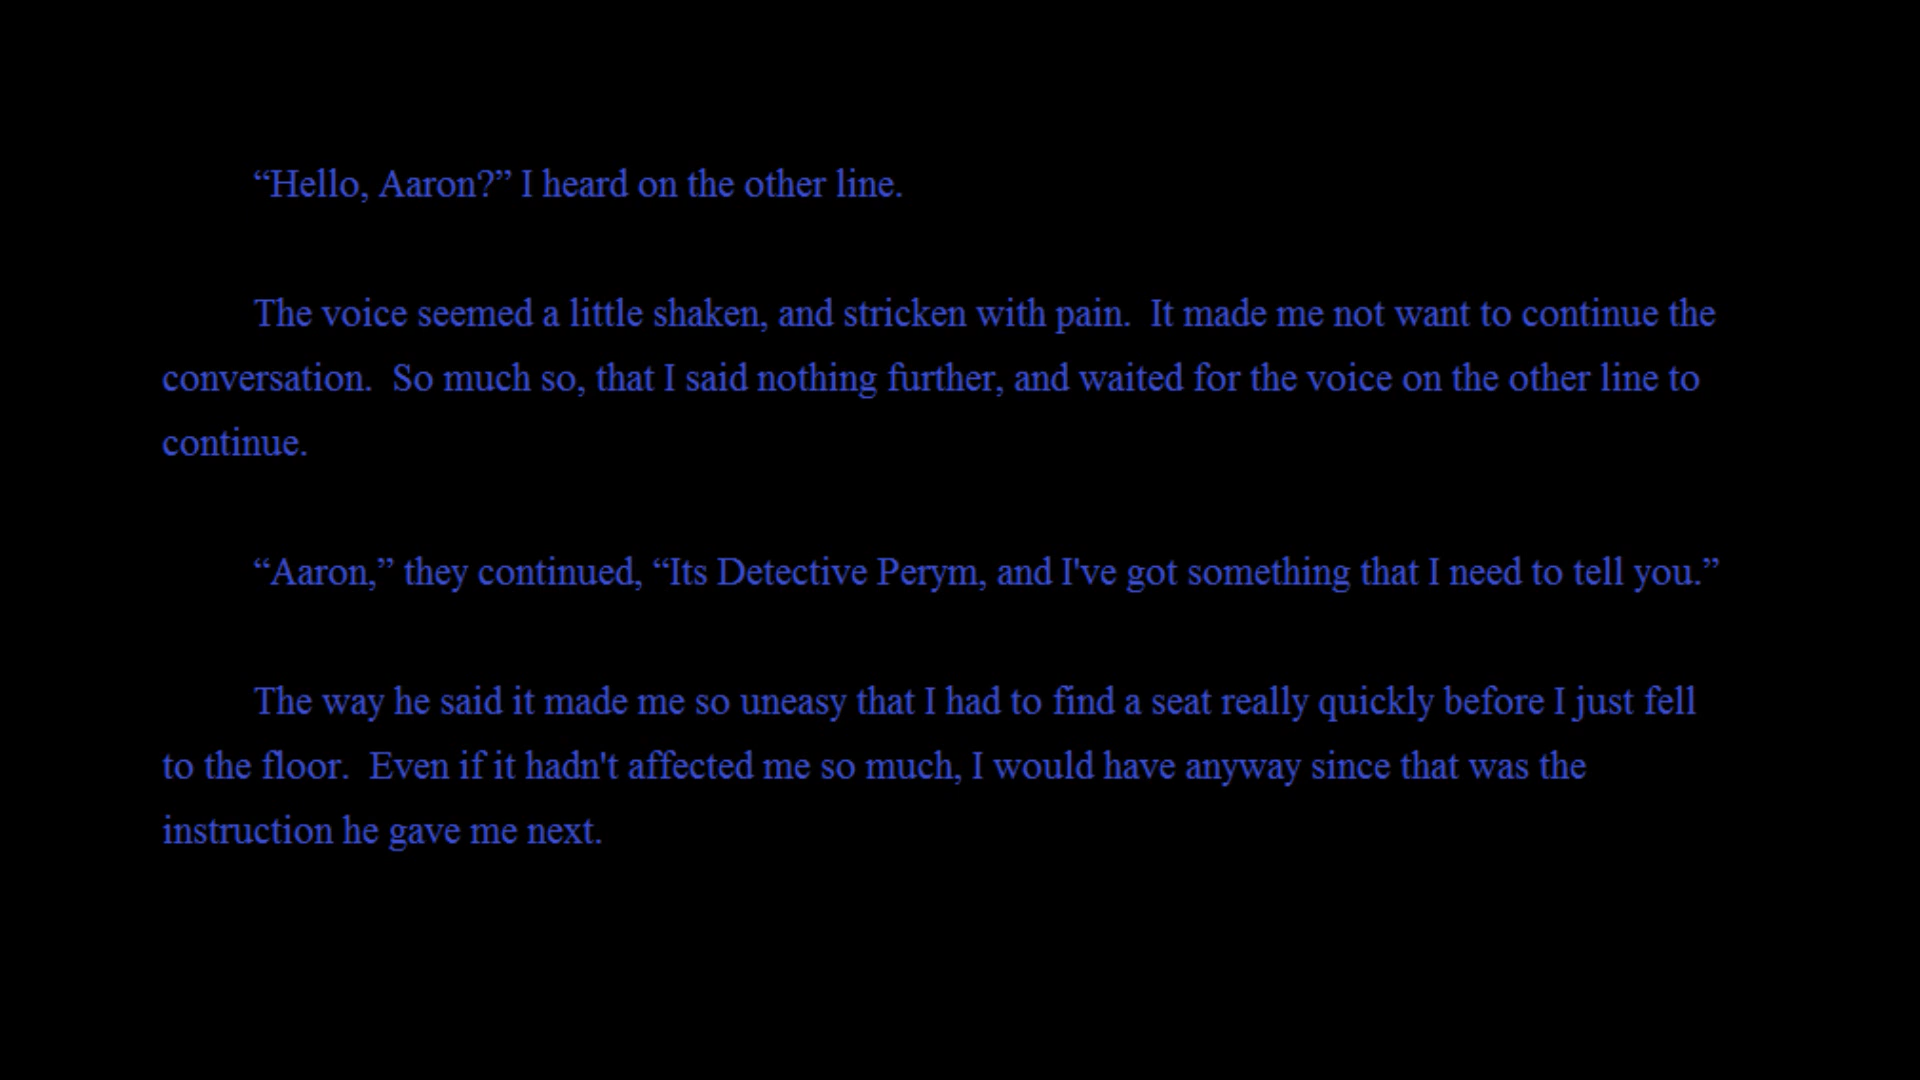 “Hello, Aaron?” I heard on the other line.
The voice seemed a little shaken, and stricken with pain.  It made me not want to continue the
conversation.  So much so, that I said nothing further, and waited for the voice on the other line to
continue.
“Aaron,” they continued, “Its Detective Perym, and I've got something that I need to tell you.”
The way he said it made me so uneasy that I had to find a seat really quickly before I just fell
to the floor.  Even if it hadn't affected me so much, I would have anyway since that was the
instruction he gave me next.